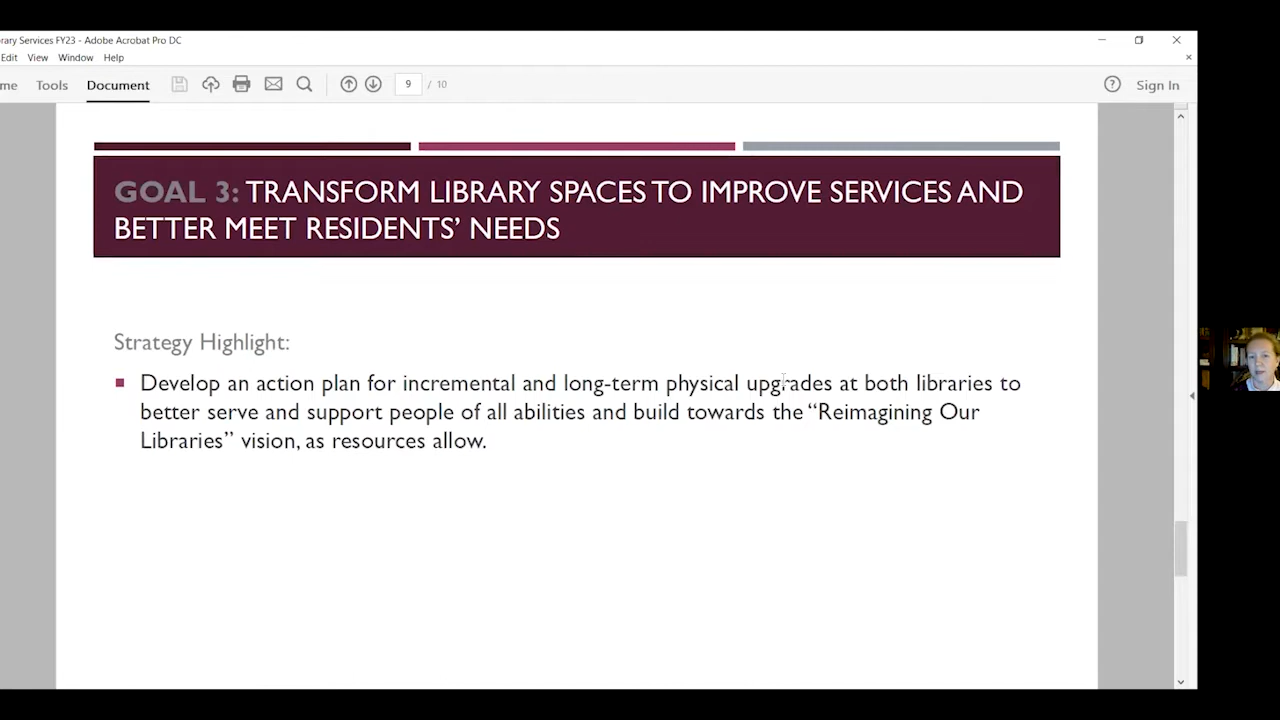 rary Services FY23 - Adobe Acrobat Pro DC
Edit View Window Help
me Tools Document 9 / 10 Sign In
GOAL 3: TRANSFORM LIBRARY SPACES TO IMPROVE SERVICES AND
BETTER MEET RESIDENTS’ NEEDS
Strategy Highlight:
Develop an action plan for incremental and long-term physical upgrades at both libraries to
better serve and support people of all abilities and build towards the “Reimagining Our
Libraries” vision, as resources allow.